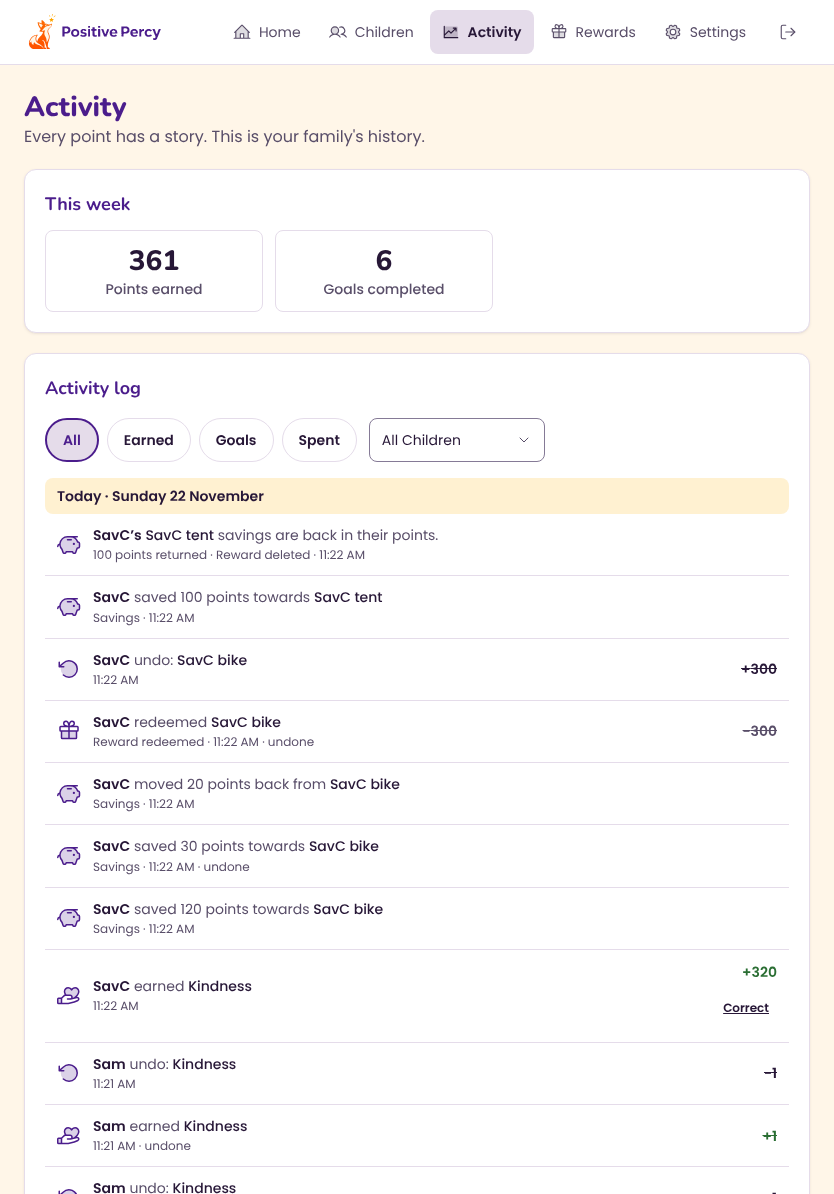 Positive Percy
Home
Children
Activity
Rewards
Settings
Activity
Every point has a story. This is your family's history.
This week
361
Points earned
6
Goals completed
Activity log
All
Earned
Goals
Spent
All Children
Today · Sunday 22 November
SavC’s SavC tent savings are back in their points.
100 points returned · Reward deleted · 11:22 AM
SavC saved 100 points towards SavC tent
Savings · 11:22 AM
SavC undo: SavC bike
+300
11:22 AM
SavC redeemed SavC bike
-300
Reward redeemed · 11:22 AM · undone
SavC moved 20 points back from SavC bike
Savings · 11:22 AM
SavC saved 30 points towards SavC bike
Savings · 11:22 AM · undone
SavC saved 120 points towards SavC bike
Savings · 11:22 AM
SavC earned Kindness
+320
11:22 AM
Correct
Sam undo: Kindness
-1
11:21 AM
Sam earned Kindness
+1
11:21 AM · undone
Sam undo: Kindness